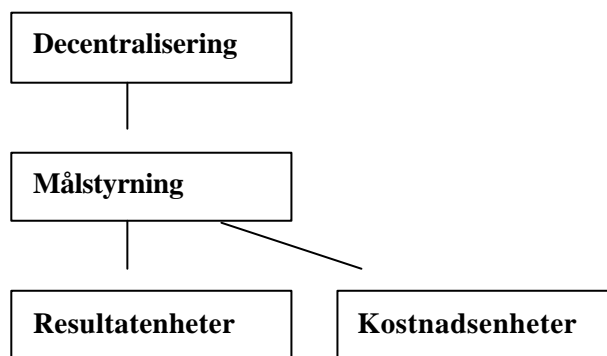 Decentralisering
Målstyrning
Resultatenheter
Kostnadsenheter